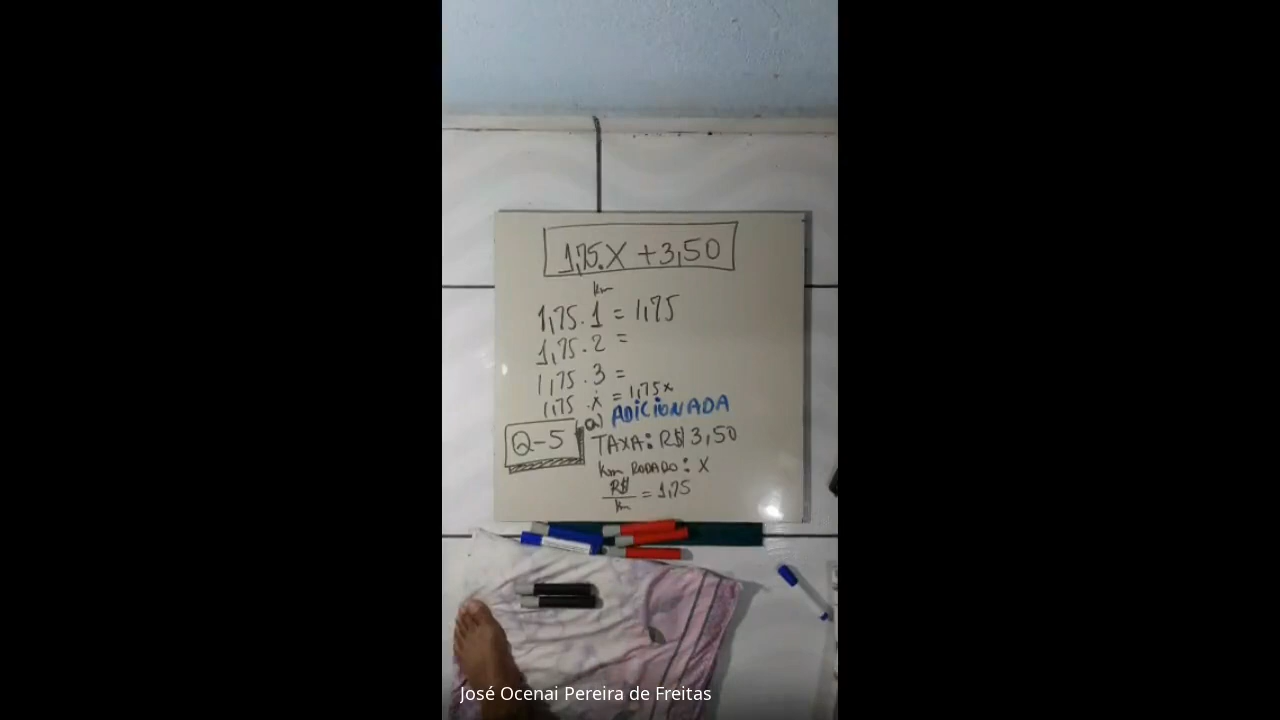 1,75.X +3,50
km
1,75.1 = 1,75
1,75.2 =
1,75.3 =
1,75.x = 1,75x
a) ADICIONADA
Q-5
TAXA: R$ 3,50
km RODADO: X
R$/km = 1,75
José Ocenai Pereira de Freitas